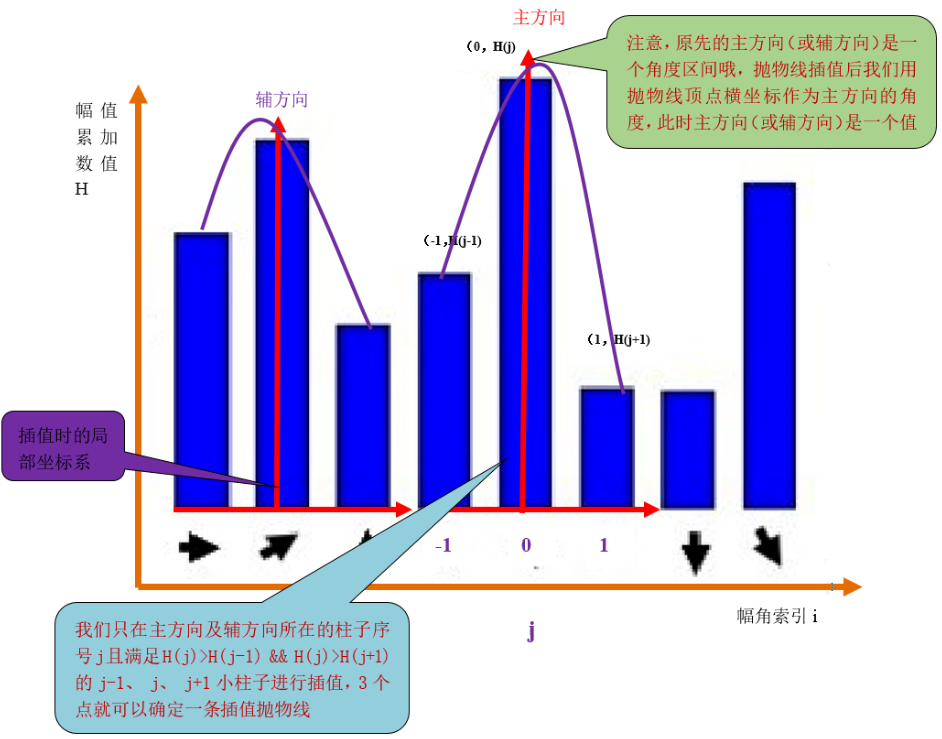 主方向
(0, H(j)
注意,原先的主方向(或辅方向)是一
个角度区间哦,抛物线插值后我们用
抛物线顶点横坐标作为主方向的角
度,此时主方向(或辅方向)是一个值
幅 值
累 加
数 值
H
辅方向
(-1,H(j-1)
(1, H(j+1)
插值时的局
部坐标系
-1
0
1
幅角索引 i
j
我们只在主方向及辅方向所在的柱子序
号 j 且满足H(j)>H(j-1) && H(j)>H(j+1)
的 j-1、 j、 j+1 小柱子进行插值,3 个
点就可以确定一条插值抛物线